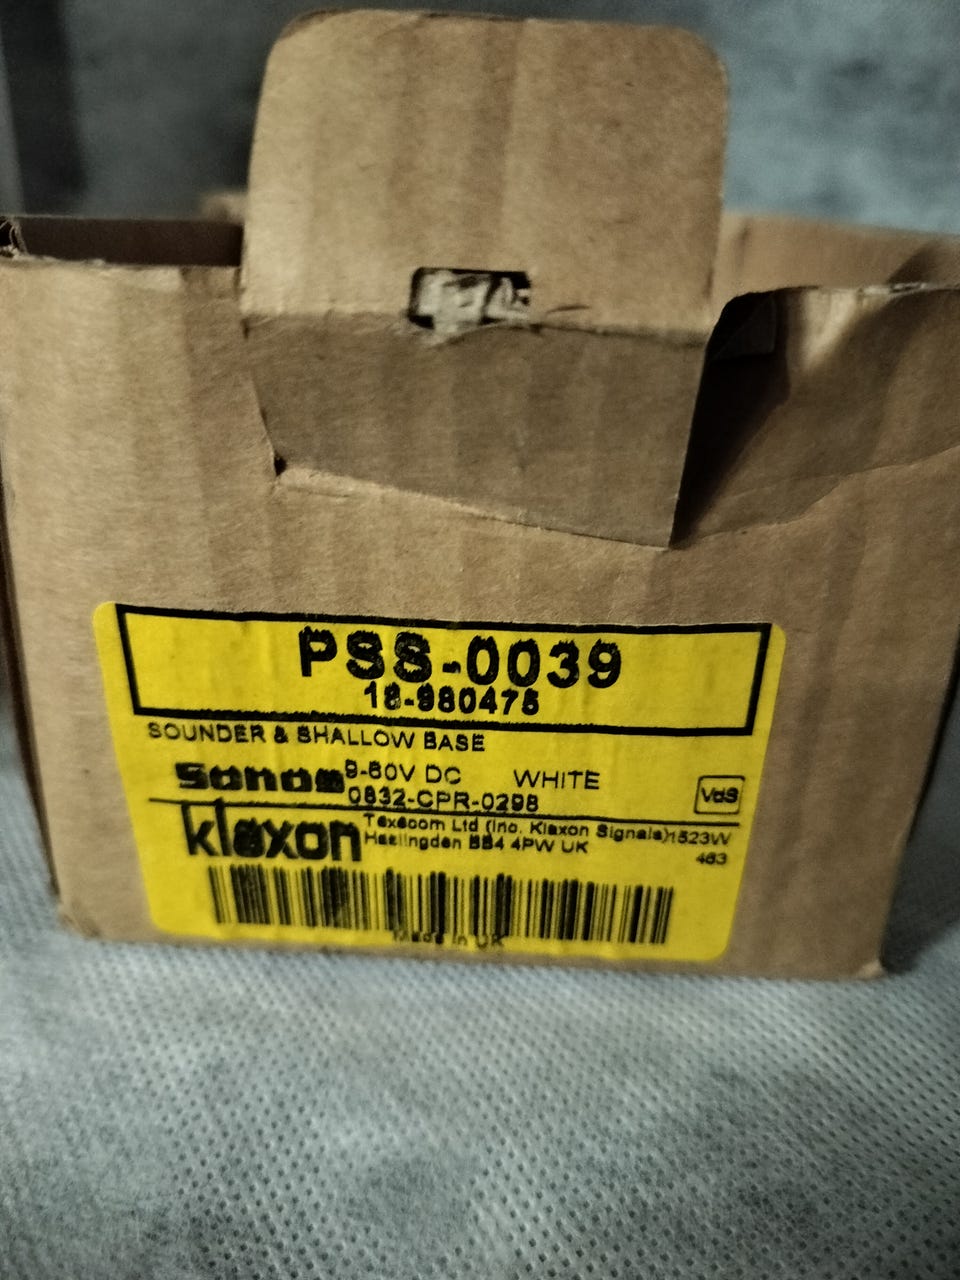 PSS-0039
18-980475
SOUNDER & SHALLOW BASE
Sonos 9-60V DC WHITE
0832-CPR-0298
VdS
klaxon
Texecom Ltd (Inc. Klaxon Signals) 1523W
Haslingden BB4 4PW UK
463
Made in UK